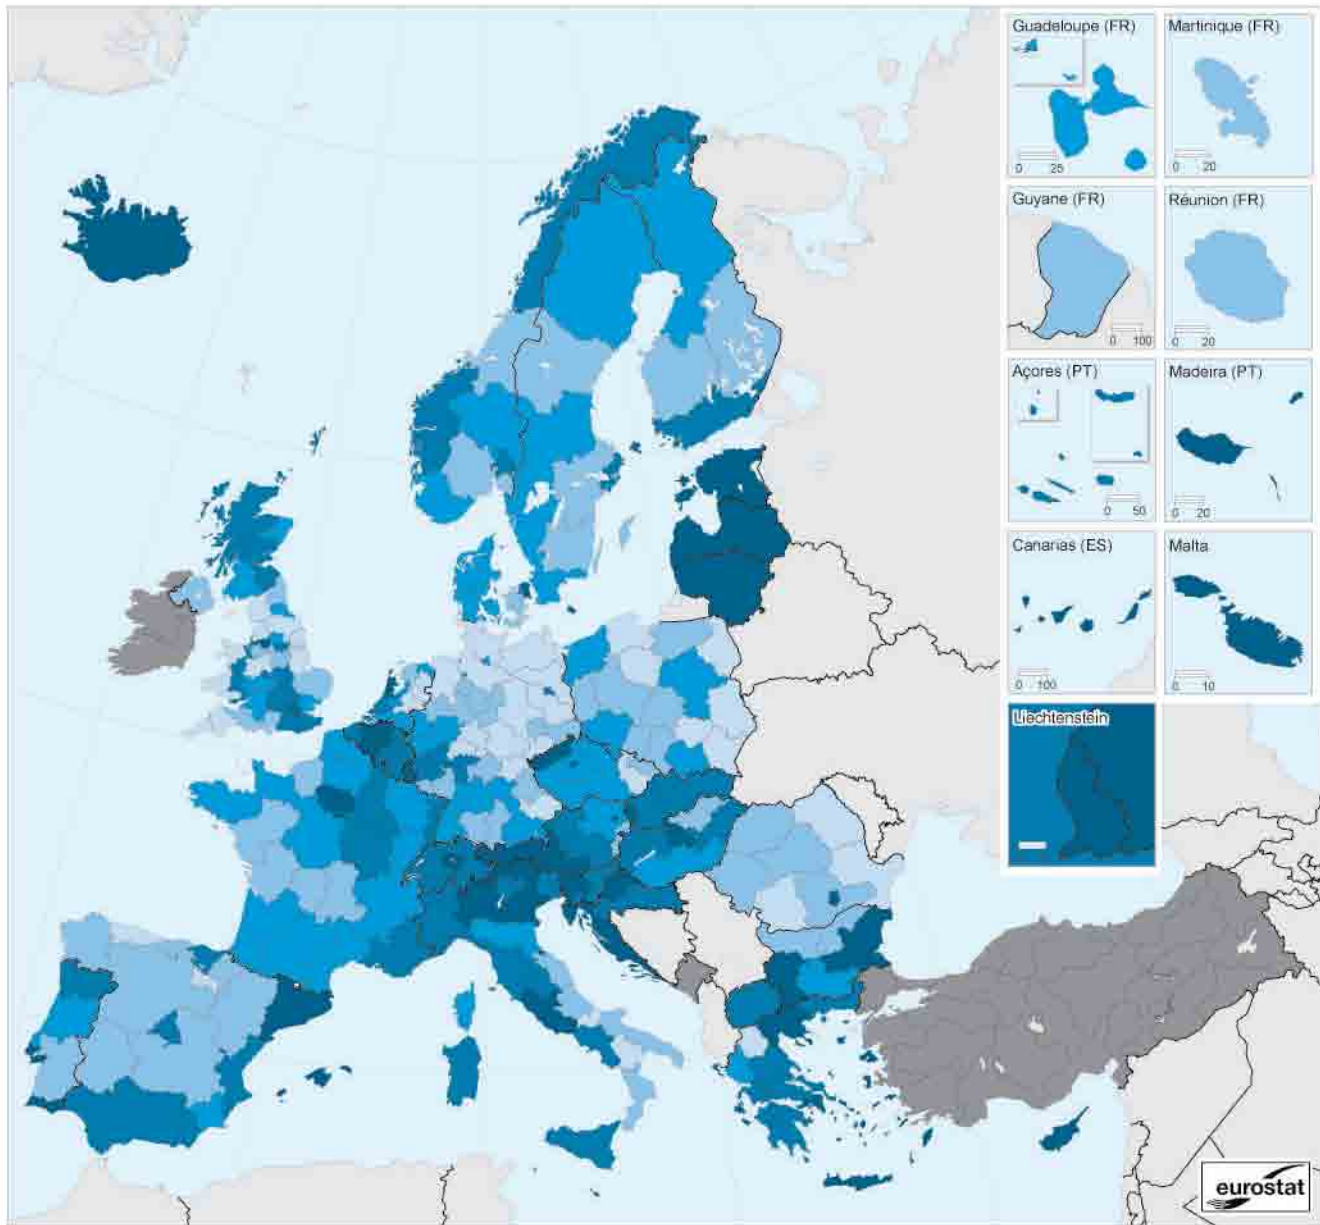 Guadeloupe (FR)
Martinique (FR)
0 25
0 20
Guyane (FR)
Réunion (FR)
0 100
0 20
Açores (PT)
Madeira (PT)
0 50
0 20
Canarias (ES)
Malta
0 100
0 10
Liechtenstein
eurostat